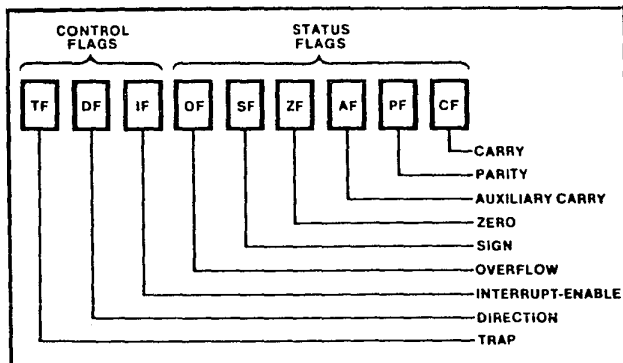 CONTROL
FLAGS
STATUS
FLAGS
TF
DF
IF
OF
SF
ZF
AF
PF
CF
CARRY
PARITY
AUXILIARY CARRY
ZERO
SIGN
OVERFLOW
INTERRUPT-ENABLE
DIRECTION
TRAP